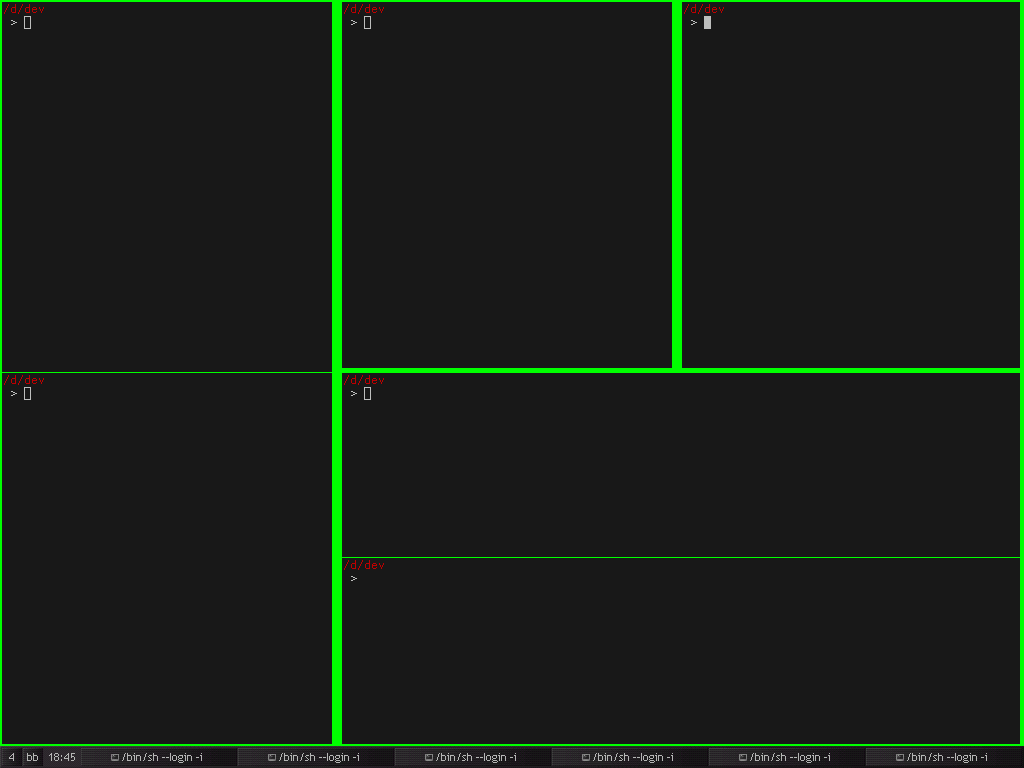 /d/dev
>
/d/dev
>
/d/dev
>
/d/dev
>
/d/dev
>
/d/dev
>
4 bb 18:45 /bin/sh --login -i /bin/sh --login -i /bin/sh --login -i /bin/sh --login -i /bin/sh --login -i /bin/sh --login -i